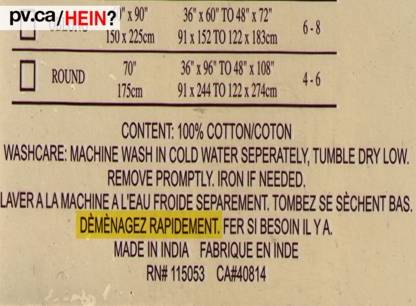 pv.ca/HEIN?
" x 90" 36" x 60" TO 48" x 72" 6 - 8
150 x 225cm 91 x 152 TO 122 x 183cm
ROUND 70" 36" x 96" TO 48" x 108" 4 - 6
175cm 91 x 244 TO 122 x 274cm
CONTENT: 100% COTTON/COTON
WASHCARE: MACHINE WASH IN COLD WATER SEPERATELY, TUMBLE DRY LOW.
REMOVE PROMPTLY. IRON IF NEEDED.
LAVER A LA MACHINE A L'EAU FROIDE SEPAREMENT. TOMBEZ SE SÈCHENT BAS.
DÈMÈNAGEZ RAPIDEMENT. FER SI BESOIN IL Y A.
MADE IN INDIA FABRIQUE EN INDE
RN# 115053 CA#40814